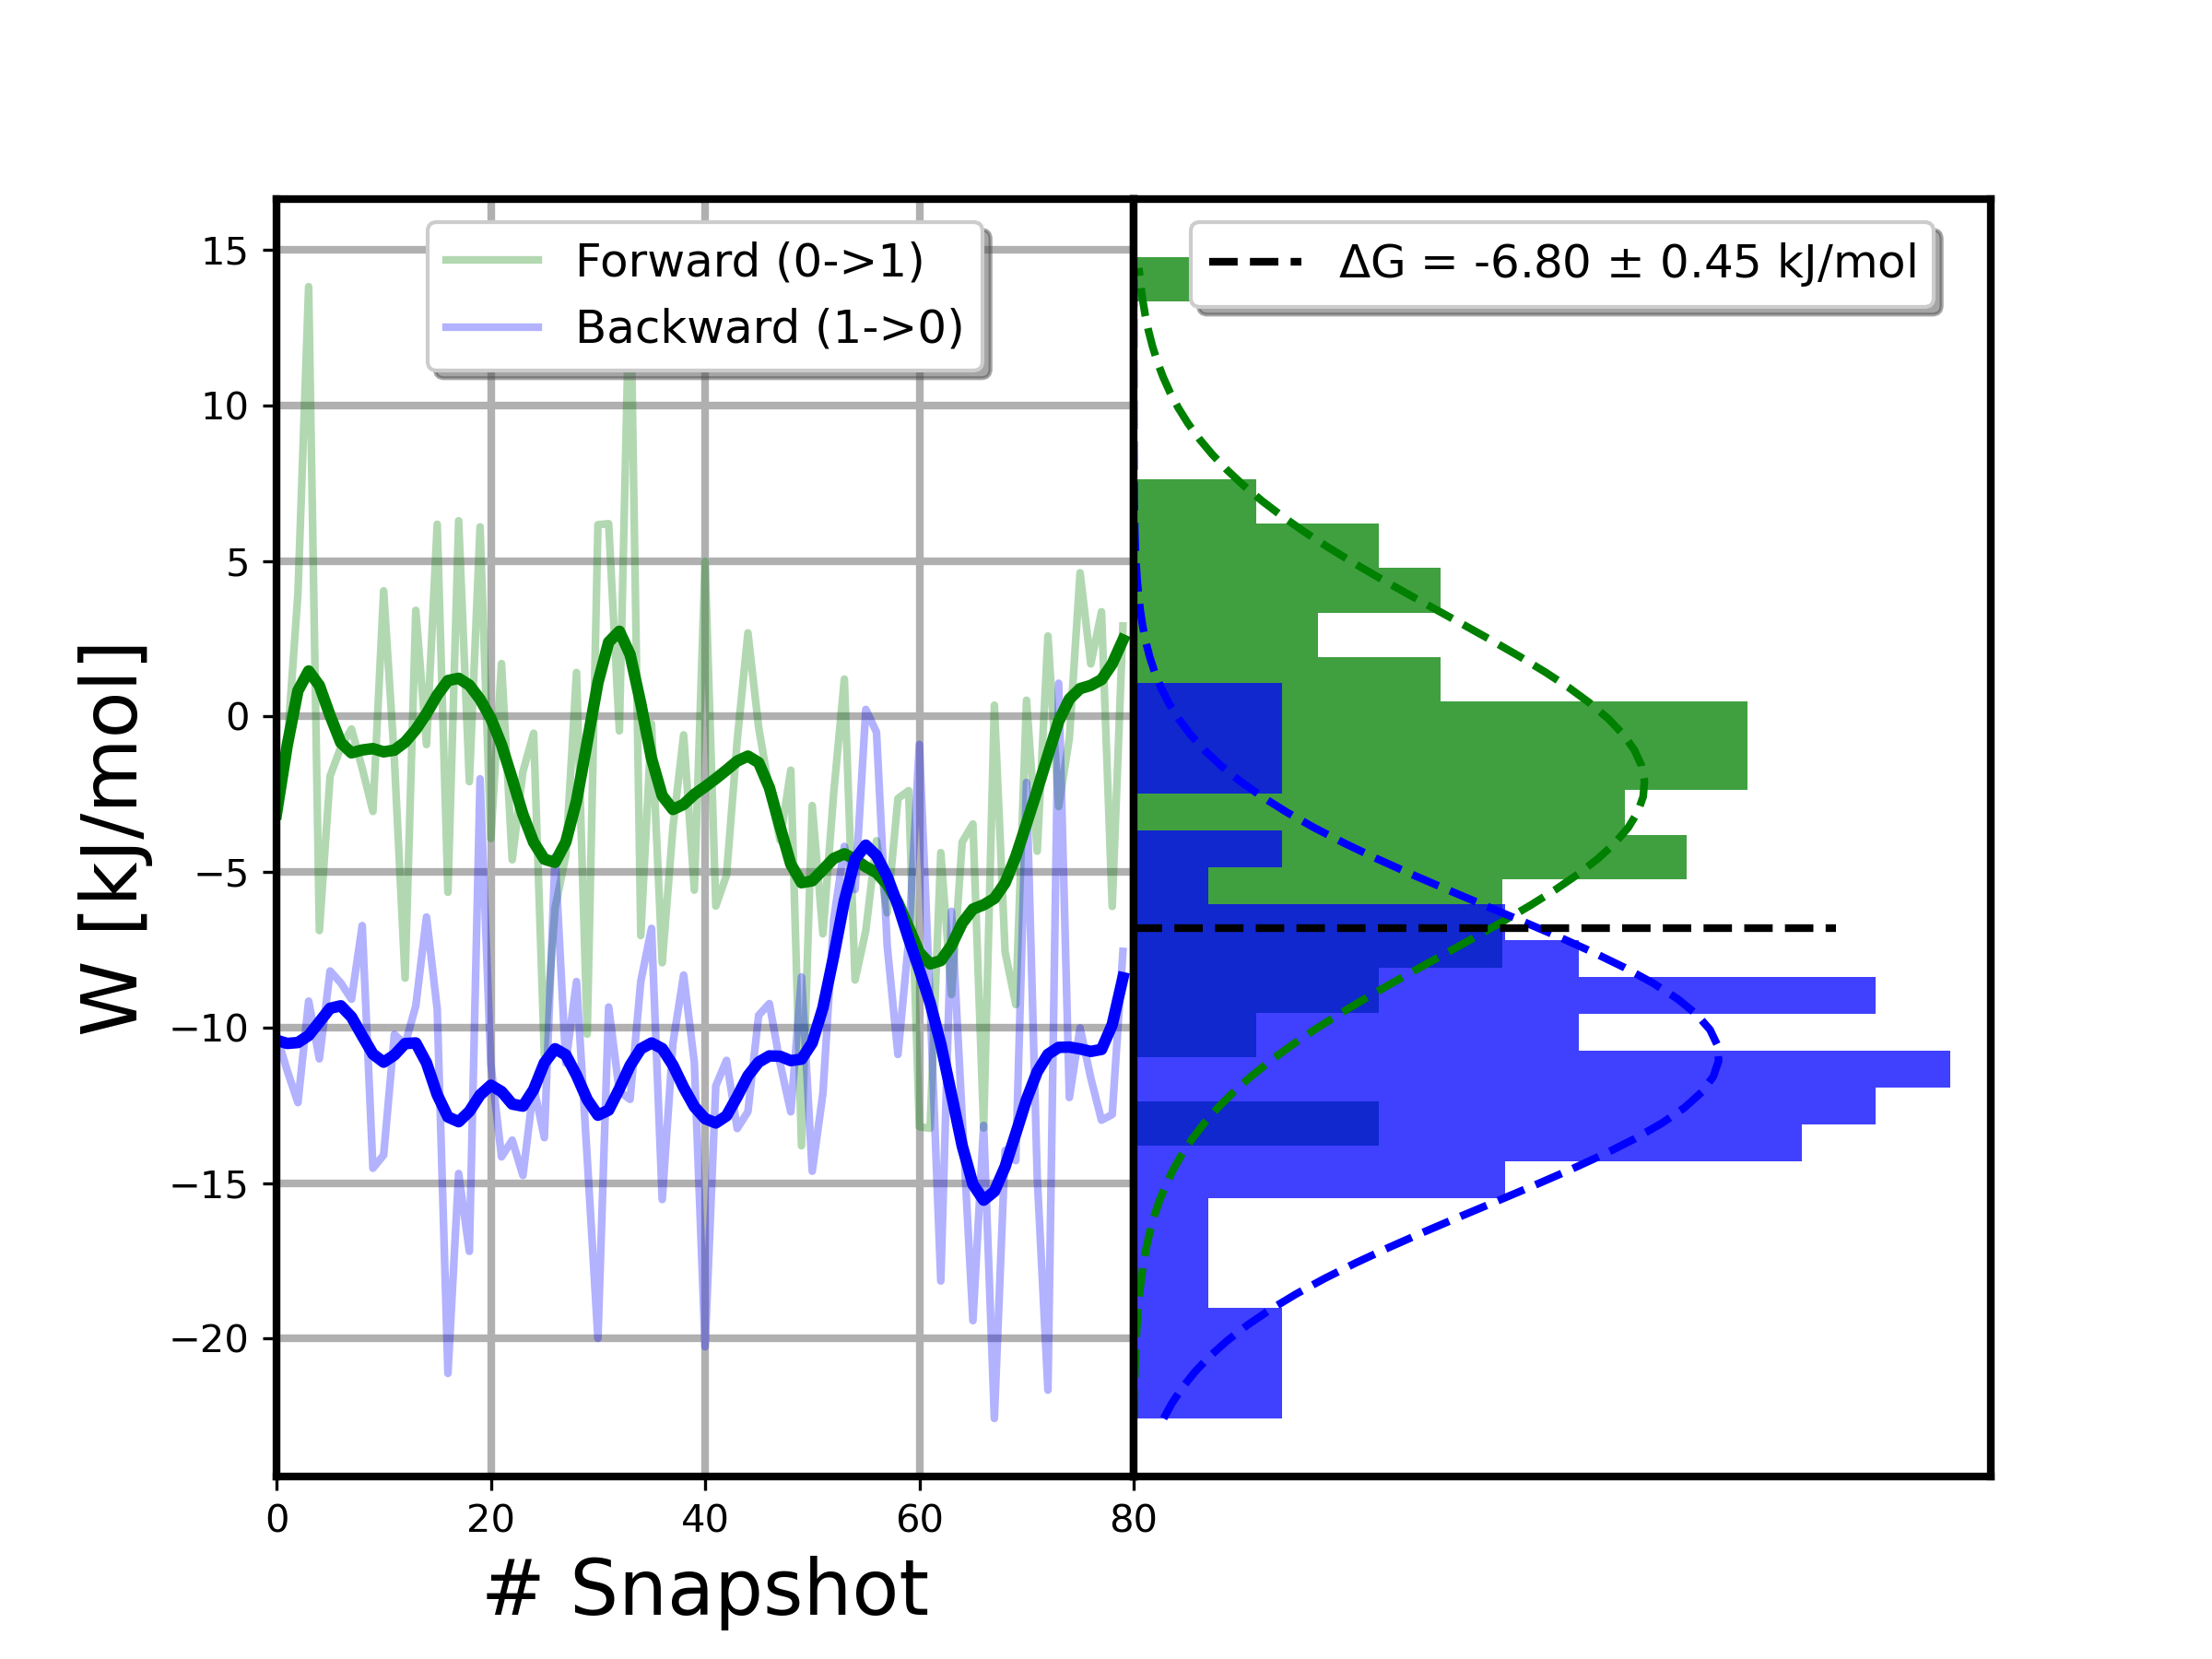 Forward (0->1)
Backward (1->0)
ΔG = -6.80 ± 0.45 kJ/mol
15
10
5
0
−5
−10
−15
−20
W [kJ/mol]
0 20 40 60 80
# Snapshot